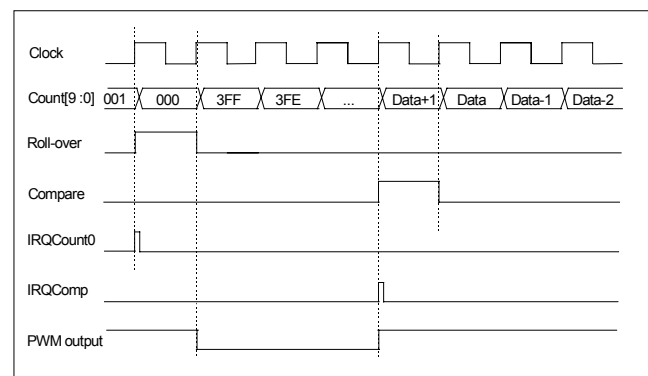 Clock
Count[9 :0] 001 000 3FF 3FE ... Data+1 Data Data-1 Data-2
Roll-over
Compare
IRQCount0
IRQComp
PWM output